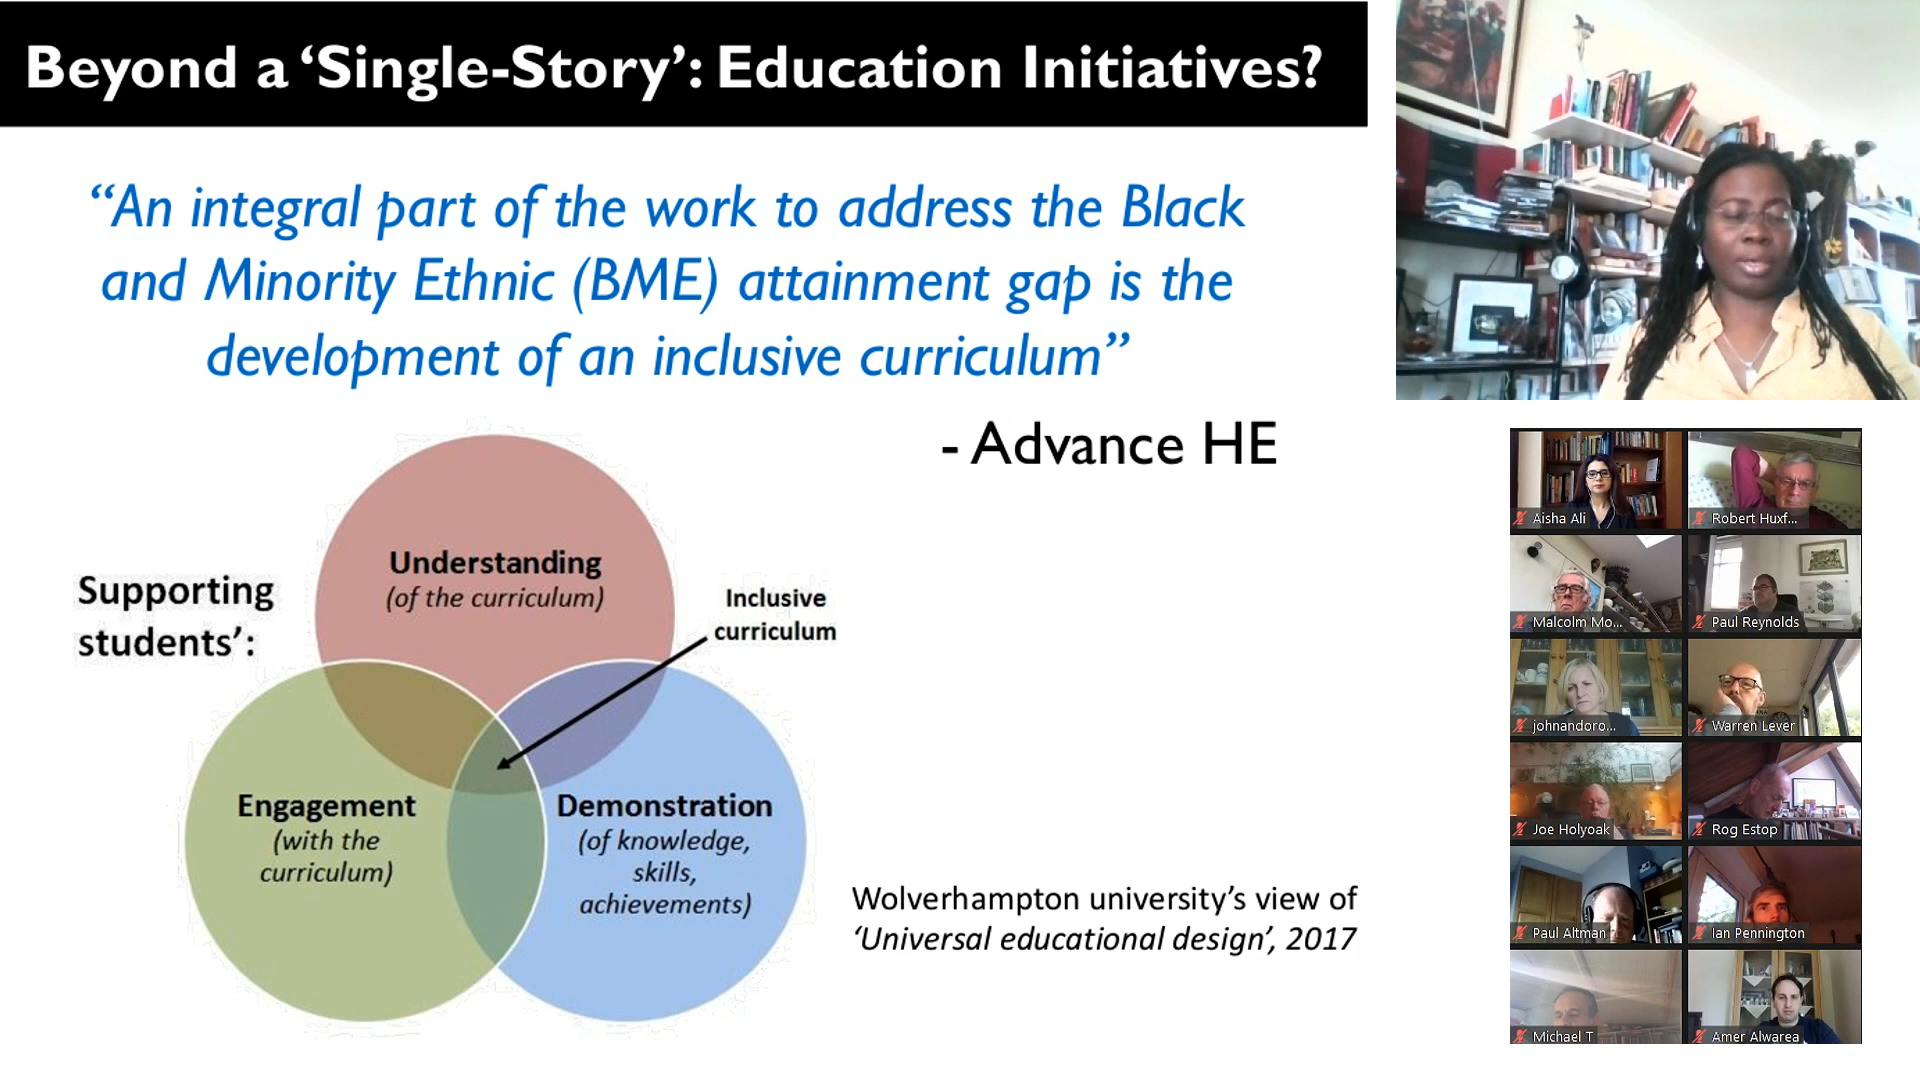 Beyond a ‘Single-Story’: Education Initiatives?
“An integral part of the work to address the Black
and Minority Ethnic (BME) attainment gap is the
development of an inclusive curriculum”
- Advance HE
Supporting
students’:
Understanding
(of the curriculum)
Inclusive
curriculum
Engagement
(with the
curriculum)
Demonstration
(of knowledge,
skills,
achievements)
Wolverhampton university’s view of
‘Universal educational design’, 2017
Aisha Ali
Robert Huxf...
Malcolm Mo...
Paul Reynolds
johnandoro...
Warren Lever
Joe Holyoak
Rog Estop
Paul Altman
Ian Pennington
Michael T
Amer Alwarea